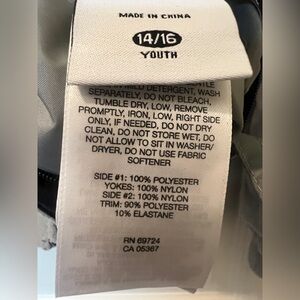 MADE IN CHINA
14/16
YOUTH
MILD DETERGENT, WASH
SEPARATELY, DO NOT BLEACH,
TUMBLE DRY, LOW, REMOVE
PROMPTLY, IRON, LOW, RIGHT SIDE
ONLY, IF NEEDED, DO NOT DRY
CLEAN, DO NOT STORE WET, DO
NOT ALLOW TO SIT IN WASHER/
DRYER, DO NOT USE FABRIC
SOFTENER
SIDE #1: 100% POLYESTER
YOKES: 100% NYLON
SIDE #2: 100% NYLON
TRIM: 90% POLYESTER
10% ELASTANE
RN 69724
CA 05367